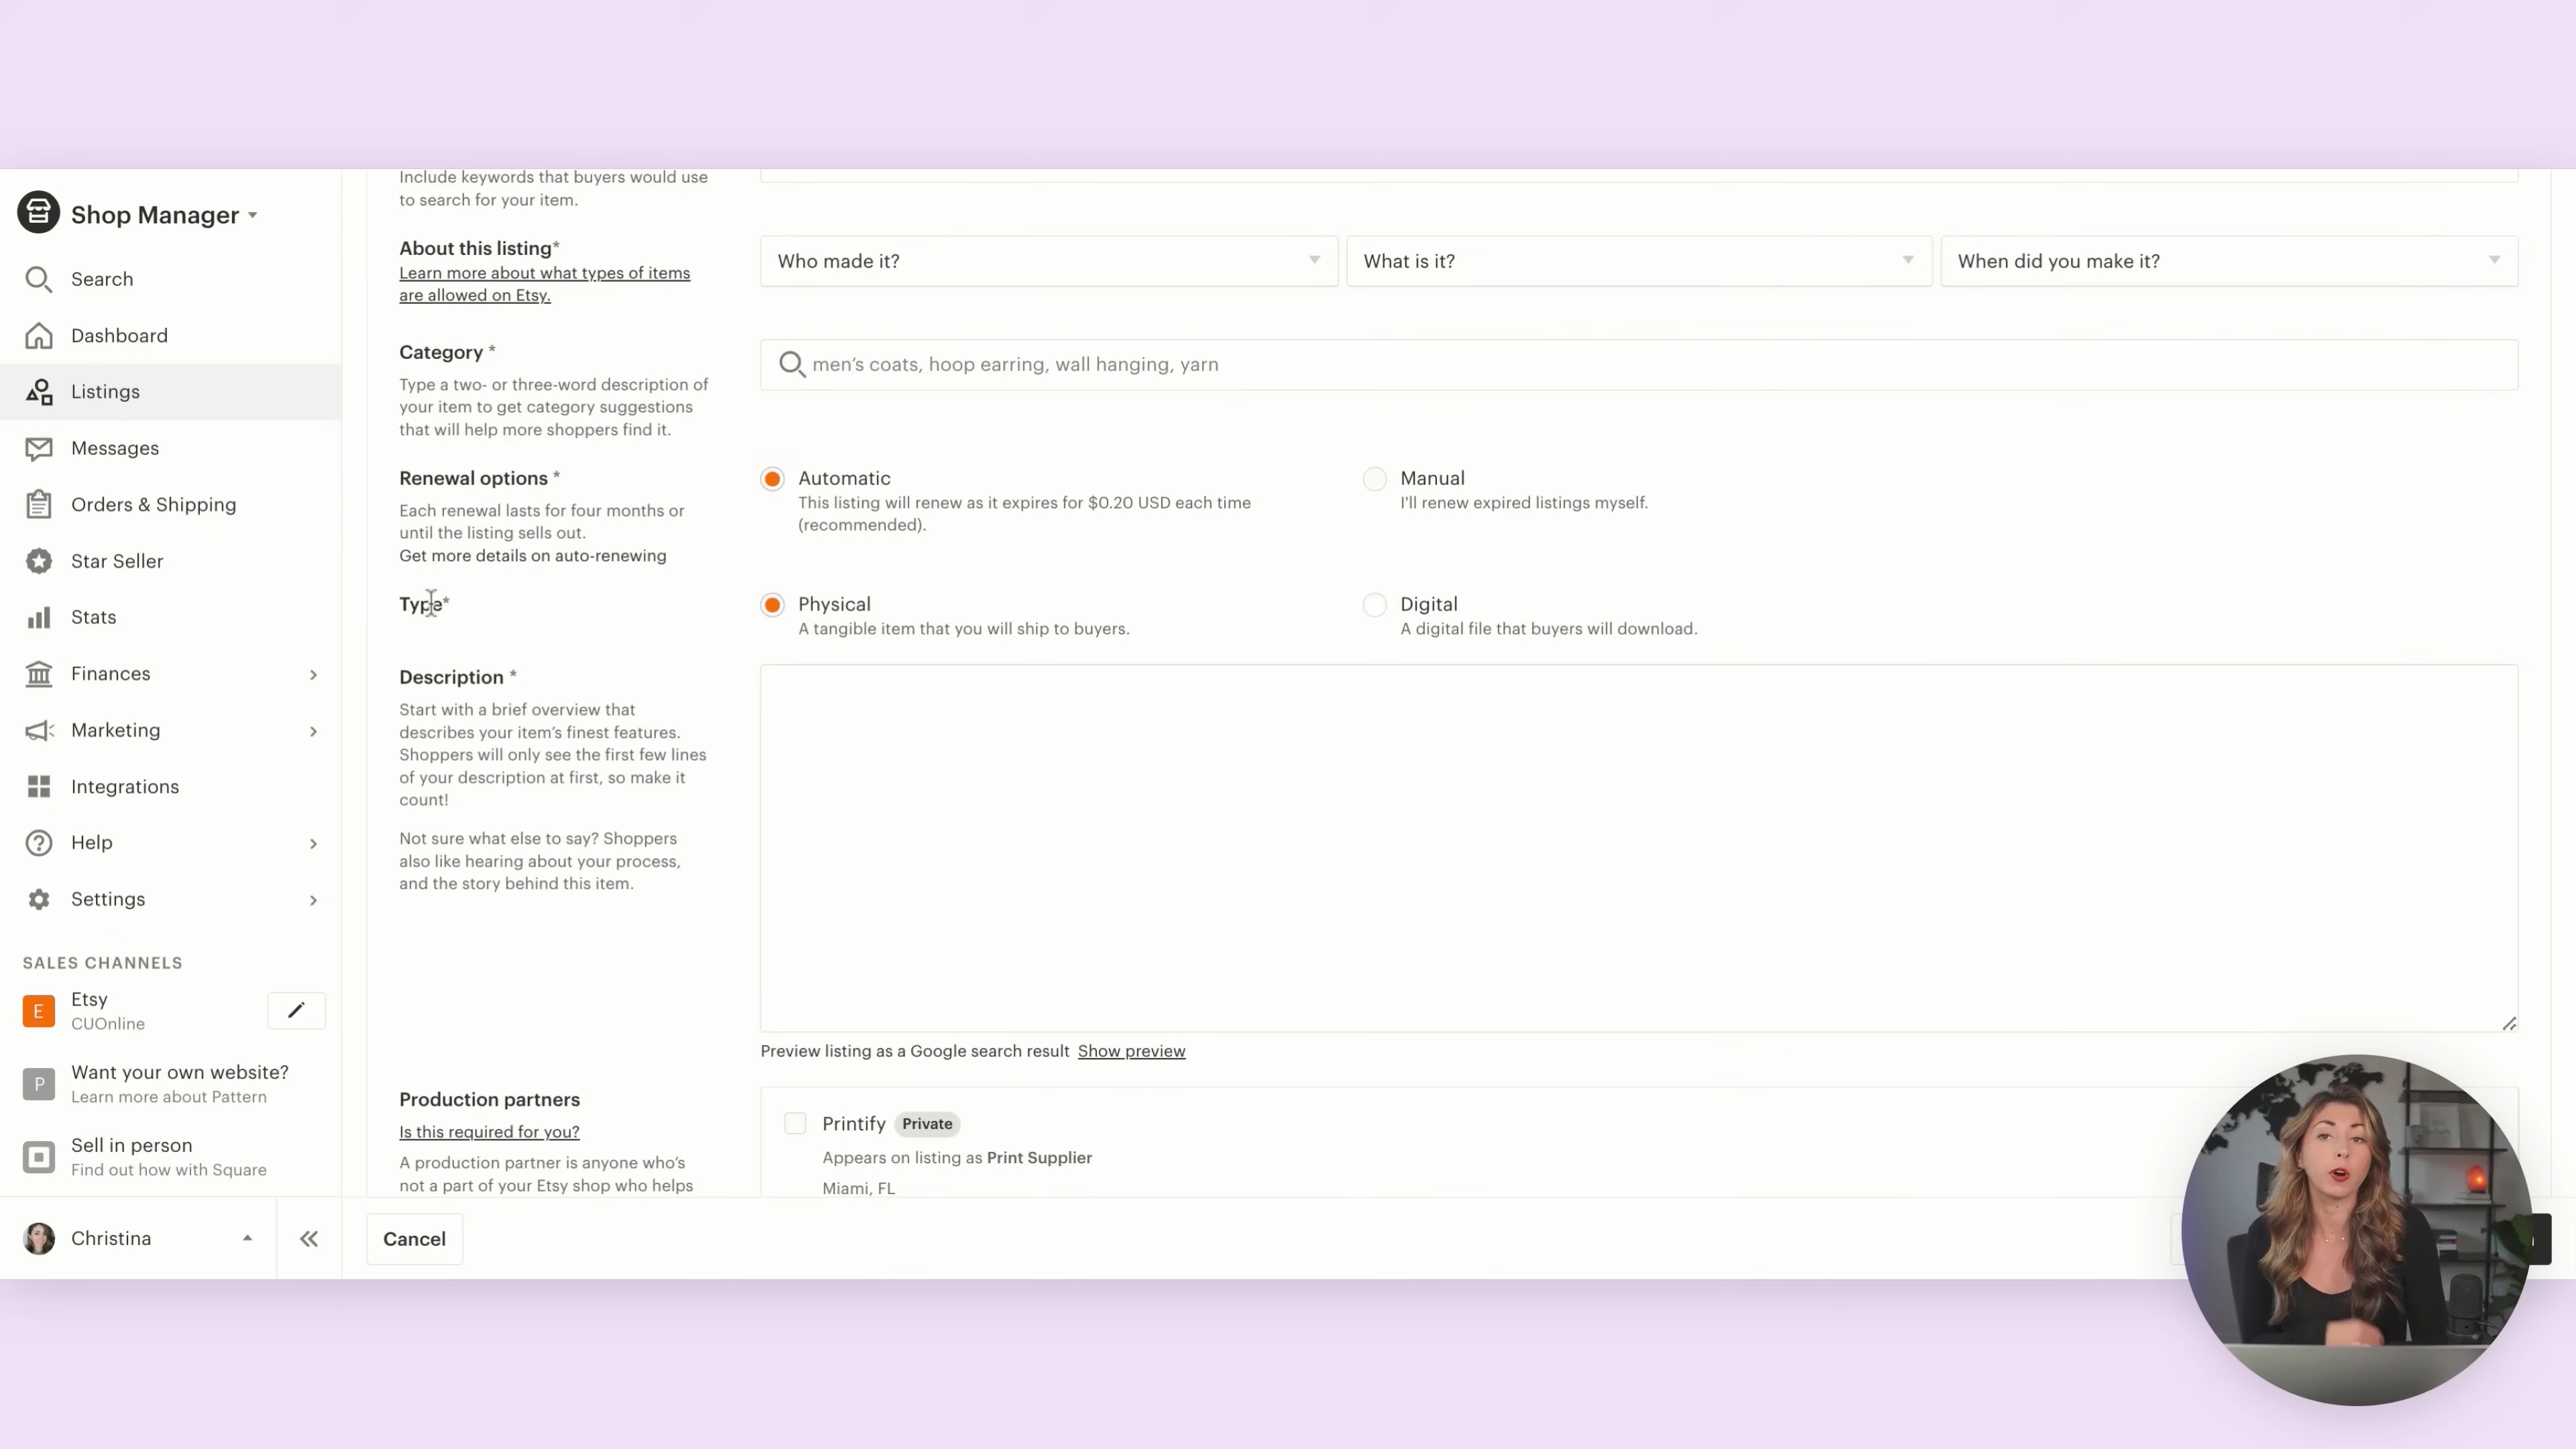 Shop Manager
Search
Dashboard
Listings
Messages
Orders & Shipping
Star Seller
Stats
Finances
Marketing
Integrations
Help
Settings
SALES CHANNELS
E
Etsy
CUOnline
P
Want your own website?
Learn more about Pattern
Sell in person
Find out how with Square
Christina
Include keywords that buyers would use
to search for your item.
About this listing*
Learn more about what types of items
are allowed on Etsy.
Who made it?
What is it?
When did you make it?
Category *
Type a two- or three-word description of
your item to get category suggestions
that will help more shoppers find it.
men's coats, hoop earring, wall hanging, yarn
Renewal options *
Each renewal lasts for four months or
until the listing sells out.
Get more details on auto-renewing
Automatic
This listing will renew as it expires for $0.20 USD each time
(recommended).
Manual
I'll renew expired listings myself.
Type*
Physical
A tangible item that you will ship to buyers.
Digital
A digital file that buyers will download.
Description *
Start with a brief overview that
describes your item's finest features.
Shoppers will only see the first few lines
of your description at first, so make it
count!
Not sure what else to say? Shoppers
also like hearing about your process,
and the story behind this item.
Preview listing as a Google search result Show preview
Production partners
Is this required for you?
A production partner is anyone who's
not a part of your Etsy shop who helps
Printify Private
Appears on listing as Print Supplier
Miami, FL
Cancel